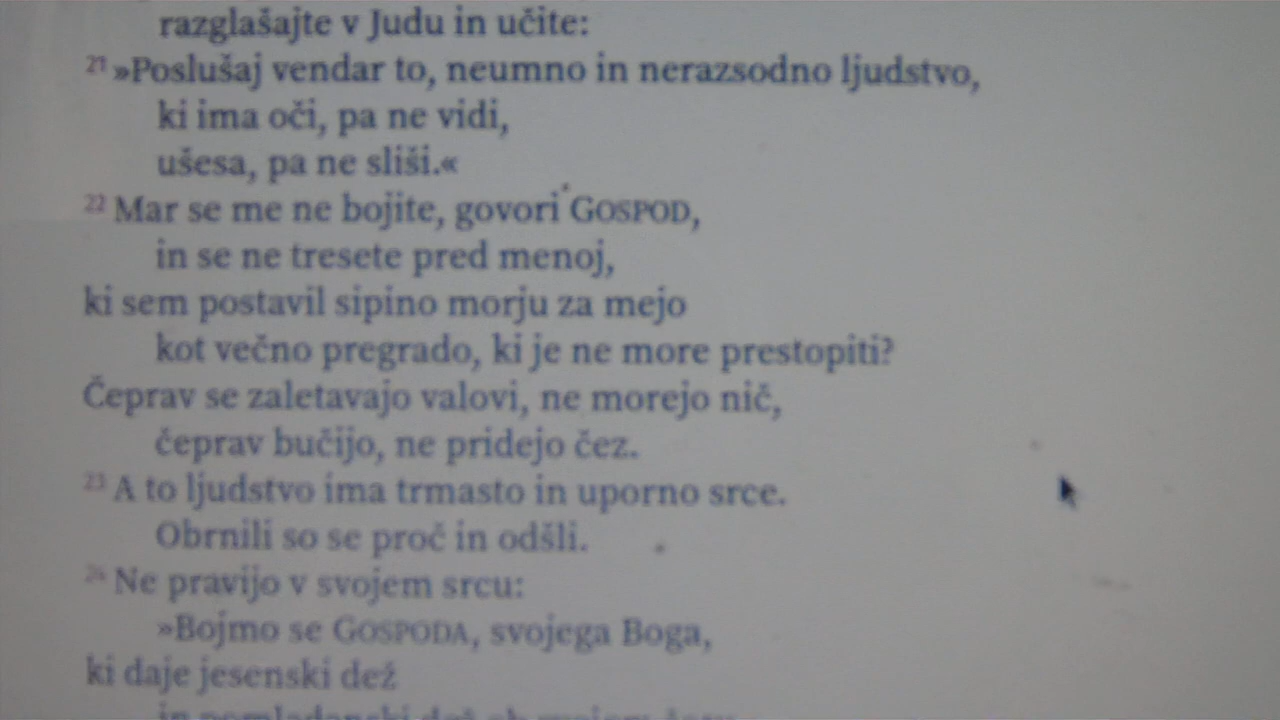 razglašajte v Judu in učite:
21 »Poslušaj vendar to, neumno in nerazsodno ljudstvo,
ki ima oči, pa ne vidi,
ušesa, pa ne sliši.«
22 Mar se me ne bojite, govori GOSPOD,
in se ne tresete pred menoj,
ki sem postavil sipino morju za mejo
kot večno pregrado, ki je ne more prestopiti?
Čeprav se zaletavajo valovi, ne morejo nič,
čeprav bučijo, ne pridejo čez.
23 A to ljudstvo ima trmasto in uporno srce.
Obrnili so se proč in odšli.
24 Ne pravijo v svojem srcu:
»Bojmo se GOSPODA, svojega Boga,
ki daje jesenski dež